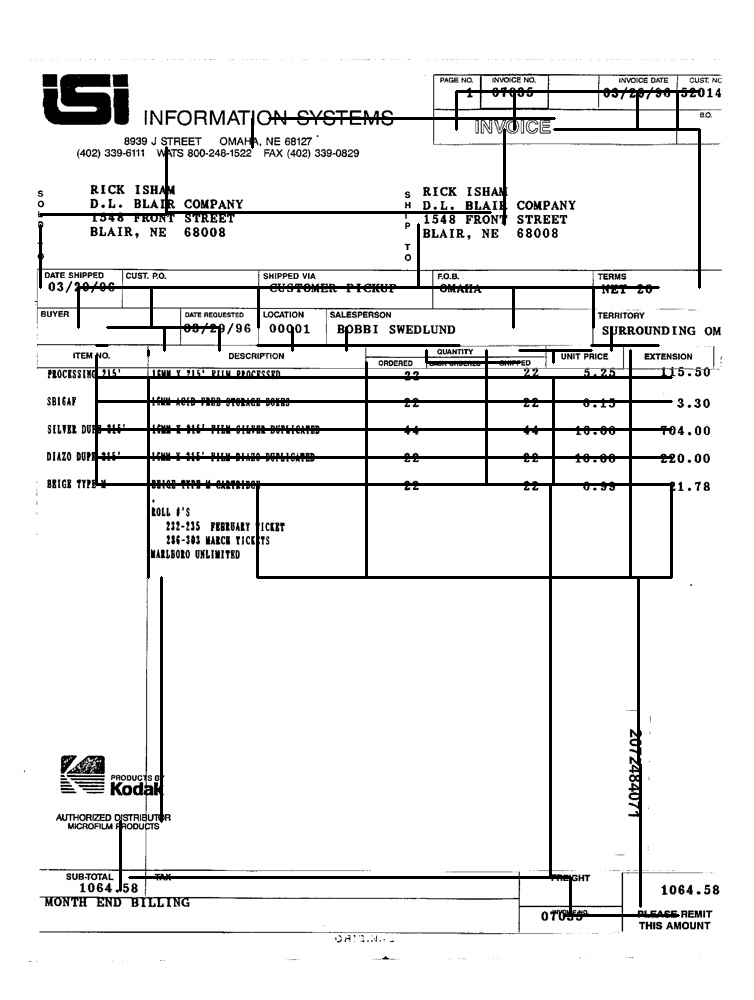 PAGE NO. INVOICE NO. INVOICE DATE CUST. NO
1 07035 03/29/96 52014
isi INFORMATION SYSTEMS
INVOICE B.O.
8939 J STREET OMAHA, NE 68127
(402) 339-6111 WATS 800-248-1522 FAX (402) 339-0829
SOLD TO
RICK ISHAM
D.L. BLAIR COMPANY
1548 FRONT STREET
BLAIR, NE 68008
SHIP TO
RICK ISHAM
D.L. BLAIR COMPANY
1548 FRONT STREET
BLAIR, NE 68008
DATE SHIPPED CUST. P.O. SHIPPED VIA F.O.B. TERMS
03/29/96 CUSTOMER PICKUP OMAHA NET 20
BUYER DATE REQUESTED LOCATION SALESPERSON TERRITORY
03/29/96 00001 BOBBI SWEDLUND SURROUNDING OM
ITEM NO. DESCRIPTION QUANTITY UNIT PRICE EXTENSION
ORDERED BACK ORDERED SHIPPED
PROCESSING 215' 16MM X 215' FILM PROCESSED 22 22 5.25 115.50
SB16AF 16MM ACID FREE STORAGE BOXES 22 22 0.15 3.30
SILVER DUPE 215' 16MM X 215' FILM SILVER DUPLICATED 44 44 16.00 704.00
DIAZO DUPE 215' 16MM X 215' FILM DIAZO DUPLICATED 22 22 10.00 220.00
BEIGE TYPE M BEIGE TYPE M CARTRIDGE 22 22 0.99 21.78
ROLL #'S
232-235 FEBRUARY TICKET
286-303 MARCH TICKETS
MARLBORO UNLIMITED
2072484071
PRODUCTS BY
Kodak
AUTHORIZED DISTRIBUTOR
MICROFILM PRODUCTS
SUB-TOTAL TAX FREIGHT
1064.58 1064.58
MONTH END BILLING
INVOICE NO.
07035
PLEASE REMIT
THIS AMOUNT